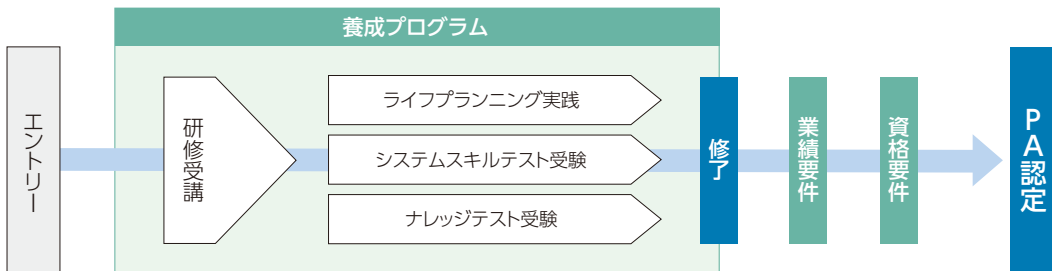 養成プログラム
エントリー
研修受講
ライフプランニング実践
システムスキルテスト受験
ナレッジテスト受験
修了
業績要件
資格要件
PA認定